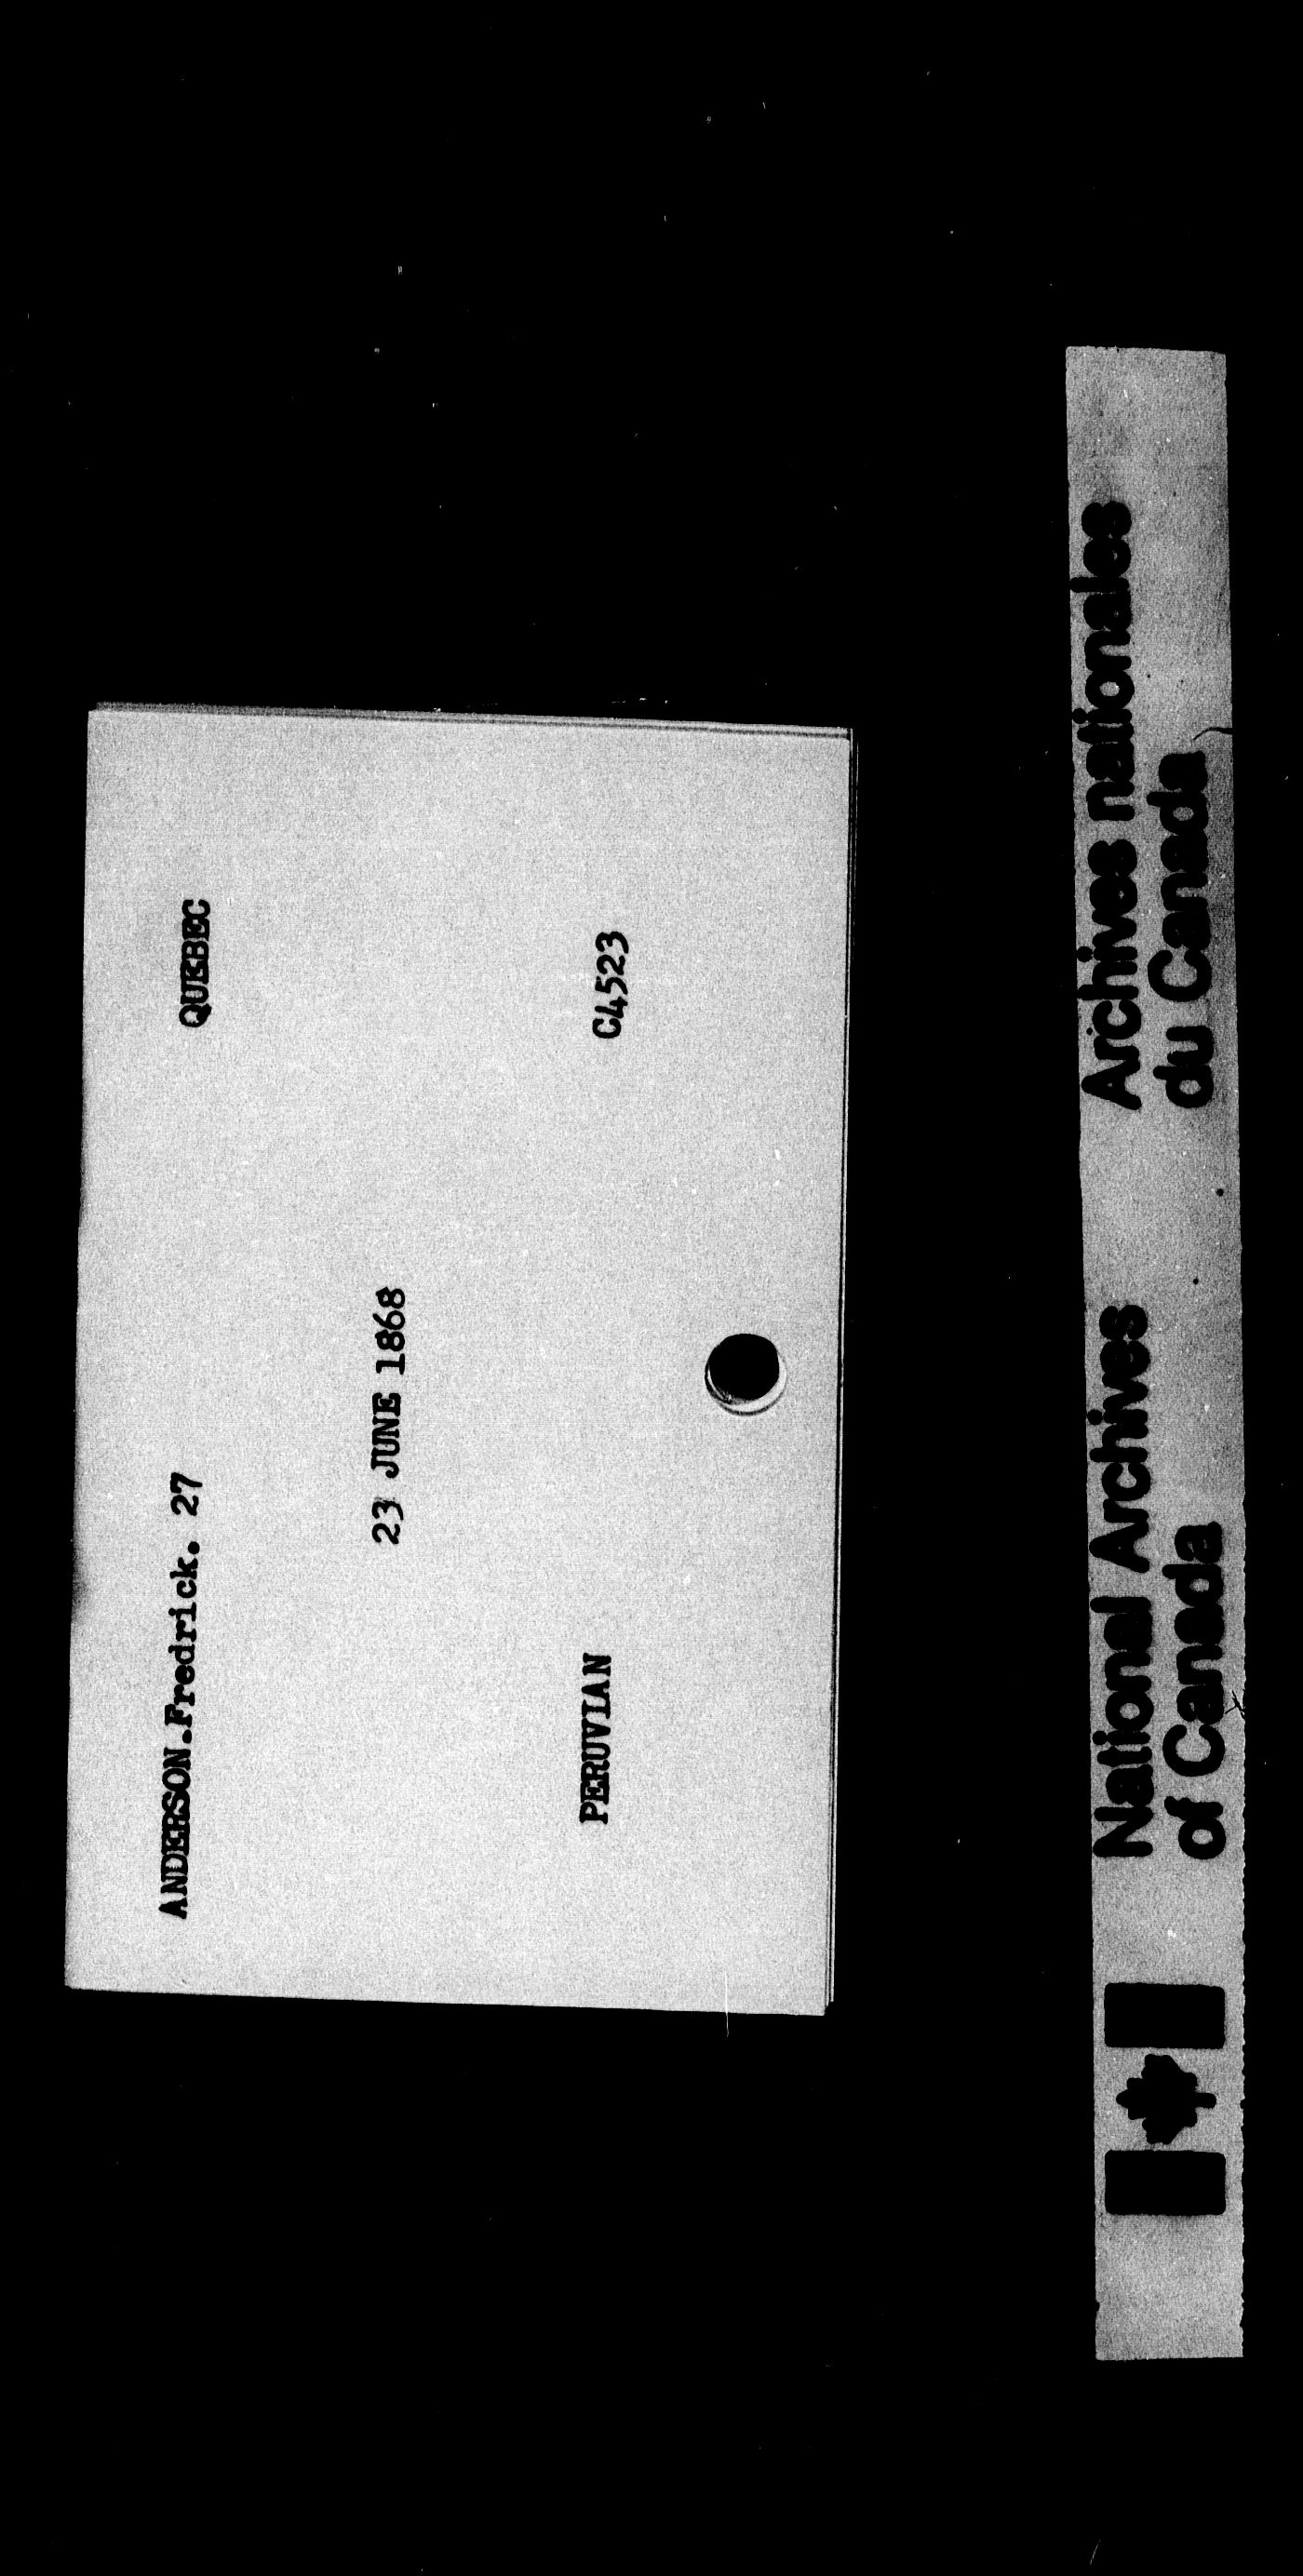 ANDERSON.Fredrick. 27 QUEBEC
23 JUNE 1868
PERUVIAN C4523
National Archives Archives nationales
of Canada du Canada